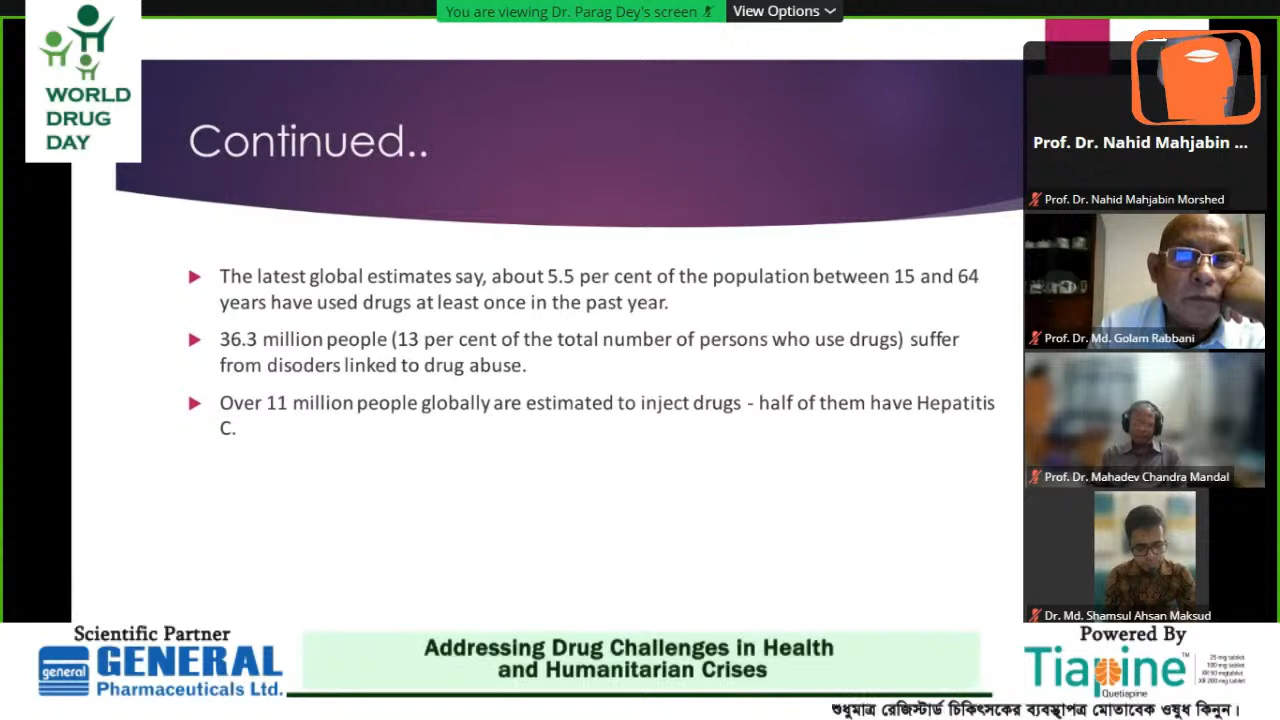 You are viewing Dr. Parag Dey's screen
View Options
WORLD
DRUG
DAY
Continued..
The latest global estimates say, about 5.5 per cent of the population between 15 and 64
years have used drugs at least once in the past year.
36.3 million people (13 per cent of the total number of persons who use drugs) suffer
from disoders linked to drug abuse.
Over 11 million people globally are estimated to inject drugs - half of them have Hepatitis
C.
Prof. Dr. Nahid Mahjabin ...
Prof. Dr. Nahid Mahjabin Morshed
Prof. Dr. Md. Golam Rabbani
Prof. Dr. Mahadev Chandra Mandal
Dr. Md. Shamsul Ahsan Maksud
Scientific Partner
general
GENERAL
Pharmaceuticals Ltd.
Addressing Drug Challenges in Health
and Humanitarian Crises
Powered By
Tiapine™
Quetiapine
25 mg tablet
100 mg tablet
XR 50 mg tablet
XR 200 mg tablet
শুধুমাত্র রেজিস্টার্ড চিকিৎসকের ব্যবস্থাপত্র মোতাবেক ওষুধ কিনুন।